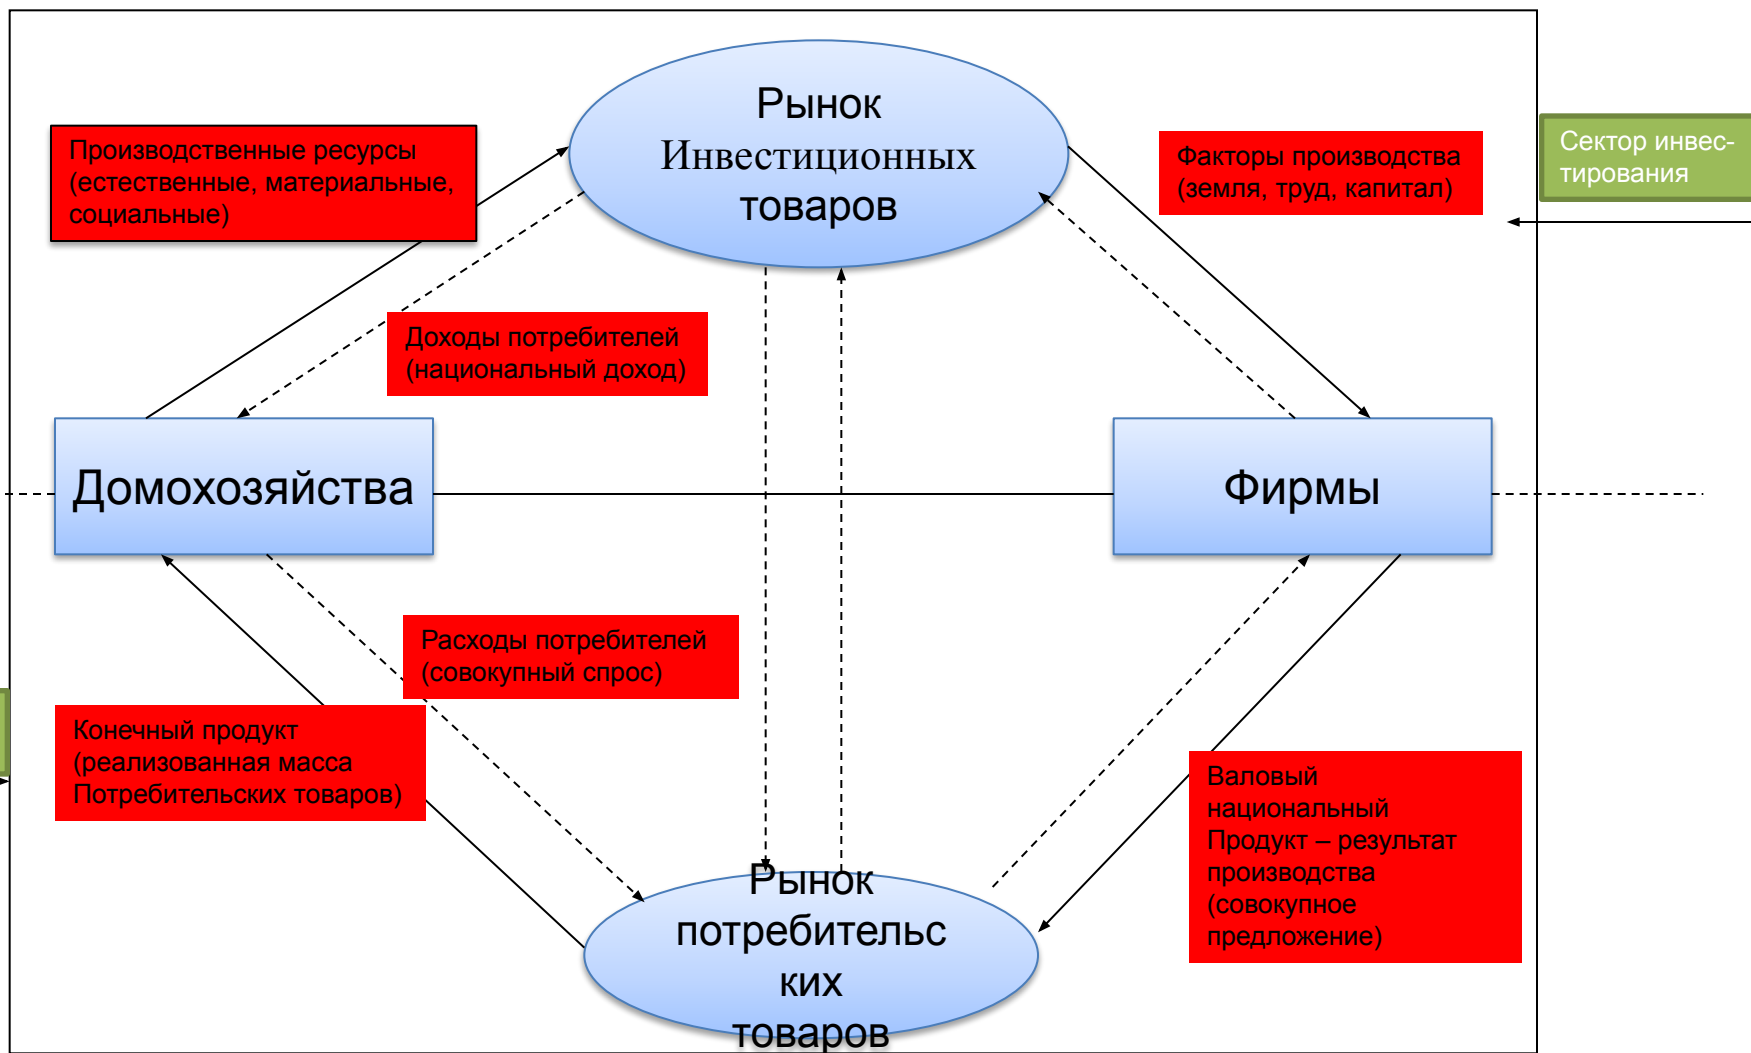 Рынок
Инвестиционных
товаров
Производственные ресурсы
(естественные, материальные,
социальные)
Факторы производства
(земля, труд, капитал)
Сектор инвес-
тирования
Доходы потребителей
(национальный доход)
Домохозяйства
Фирмы
Расходы потребителей
(совокупный спрос)
Конечный продукт
(реализованная масса
Потребительских товаров)
Валовый
национальный
Продукт – результат
производства
(совокупное
предложение)
Рынок
потребительс
ких
товаров